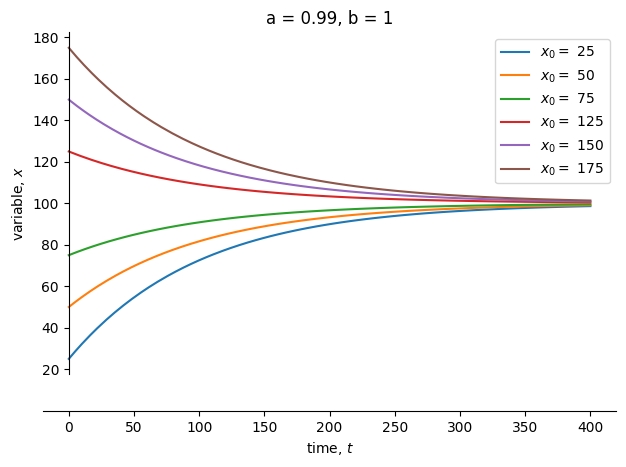 a = 0.99, b = 1
180
160
140
120
100
80
60
40
20
variable, x
x₀ = 25
x₀ = 50
x₀ = 75
x₀ = 125
x₀ = 150
x₀ = 175
0 50 100 150 200 250 300 350 400
time, t